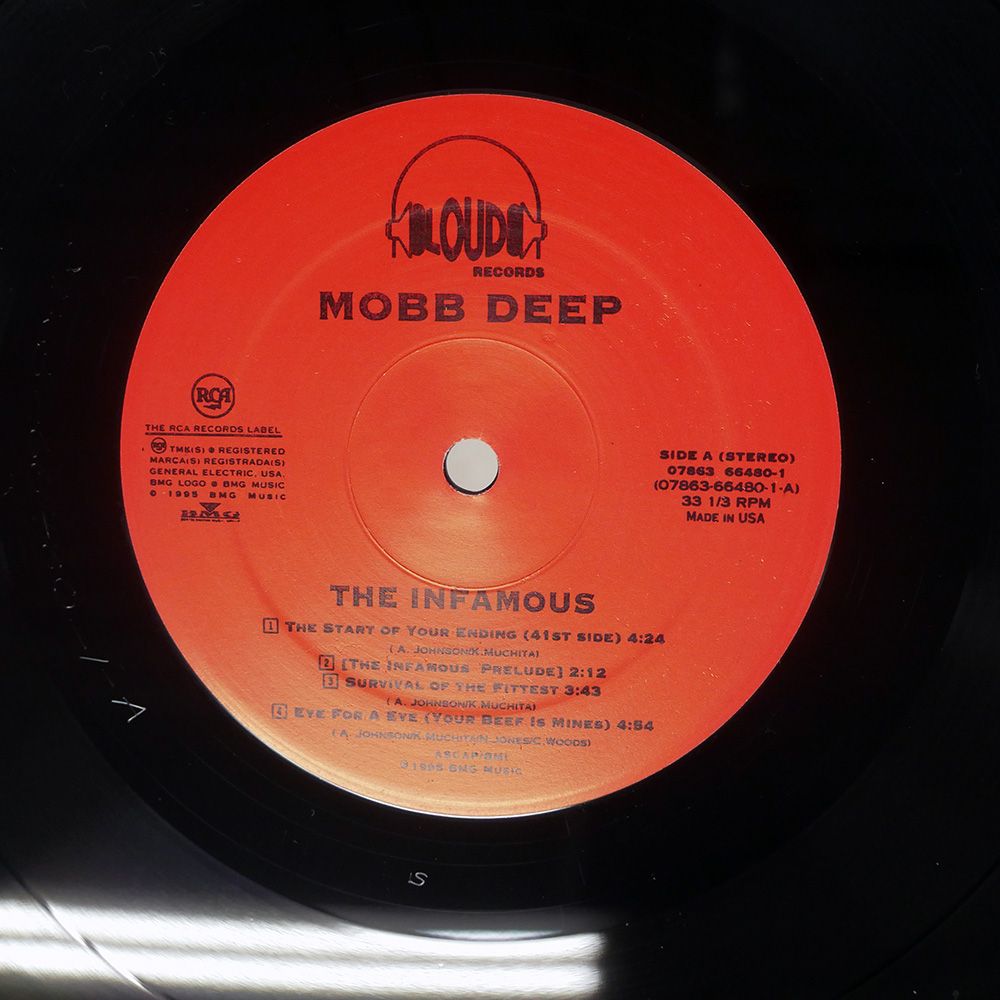 LOUD
RECORDS
MOBB DEEP
RCA
THE RCA RECORDS LABEL
TMK(S) ® REGISTERED
MARCA(S) REGISTRADA(S)
GENERAL ELECTRIC, USA.
BMG LOGO ® BMG MUSIC
© 1995 BMG MUSIC
BMG
SIDE A (STEREO)
07863 66480-1
(07863-66480-1-A)
33 1/3 RPM
MADE IN USA
THE INFAMOUS
1 THE START OF YOUR ENDING (41ST SIDE) 4:24
(A. JOHNSON/K.MUCHITA)
2 [THE INFAMOUS PRELUDE] 2:12
3 SURVIVAL OF THE FITTEST 3:43
(A. JOHNSON/K MUCHITA)
4 EYE FOR A EYE (YOUR BEEF IS MINES) 4:54
(A. JOHNSON/K.MUCHITA/N.JONES/C.WOODS)
ASCAP/BMI
℗ 1995 BMG MUSIC
S